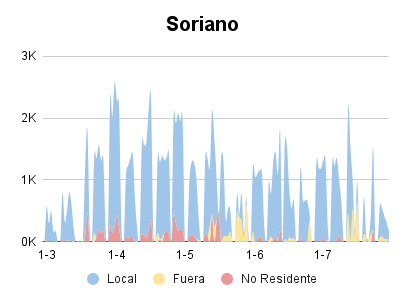 Soriano
3K
2K
1K
0K
1-3 1-4 1-5 1-6 1-7
Local Fuera No Residente